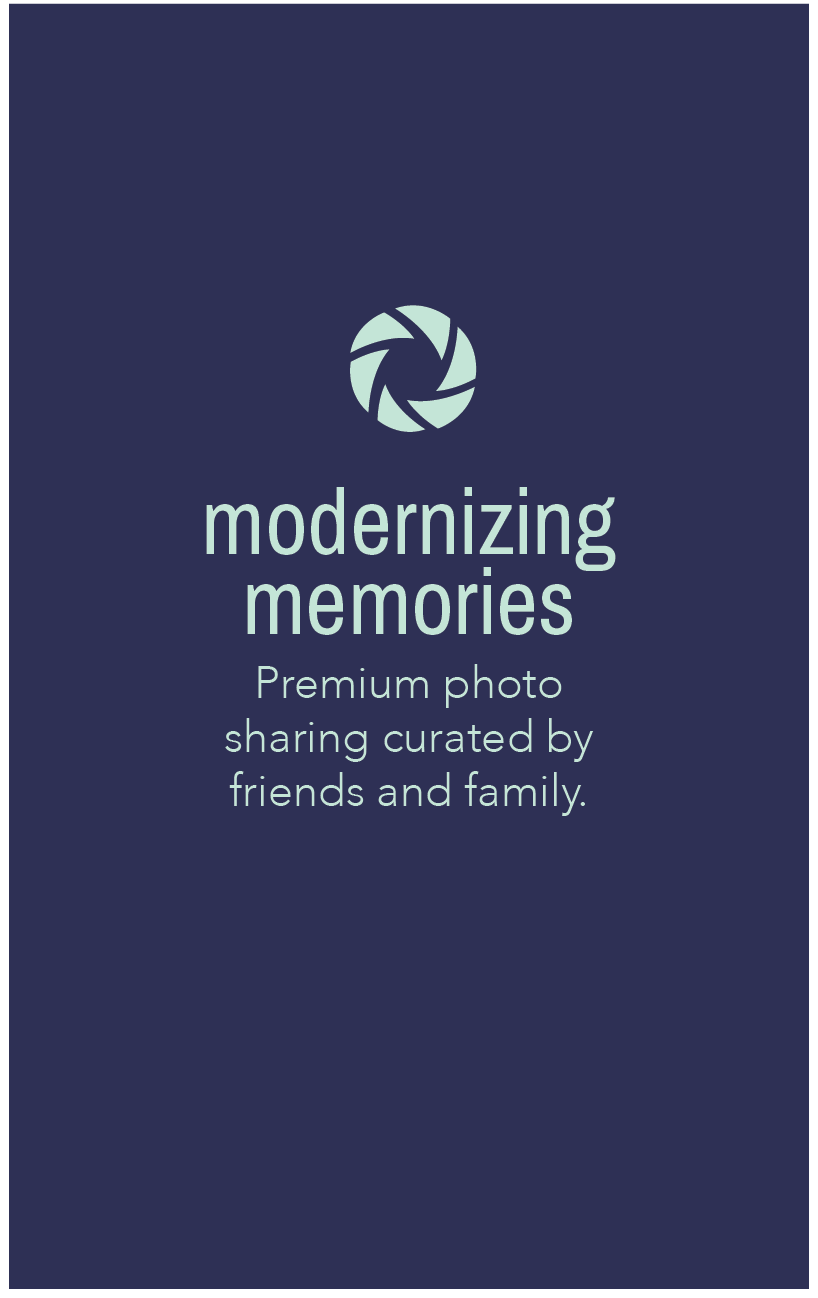 modernizing
memories
Premium photo
sharing curated by
friends and family.